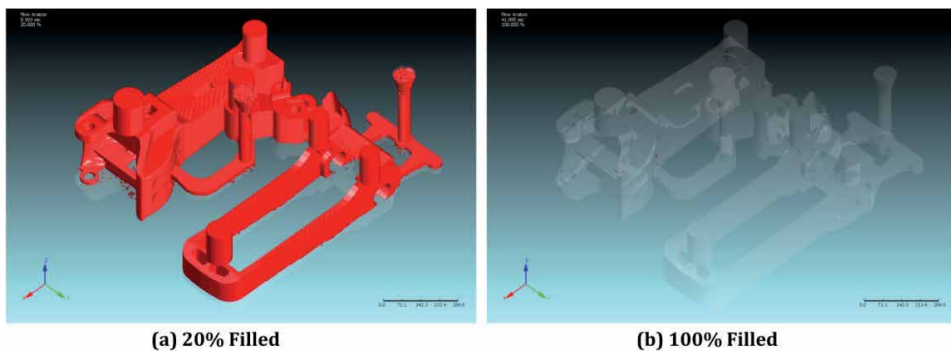 Flow Analysis
20.000 %
Flow Analysis
100.000 %
0.0 71.1 142.3 213.4 284.6
0.0 71.1 142.3 213.4 284.6
(a) 20% Filled
(b) 100% Filled